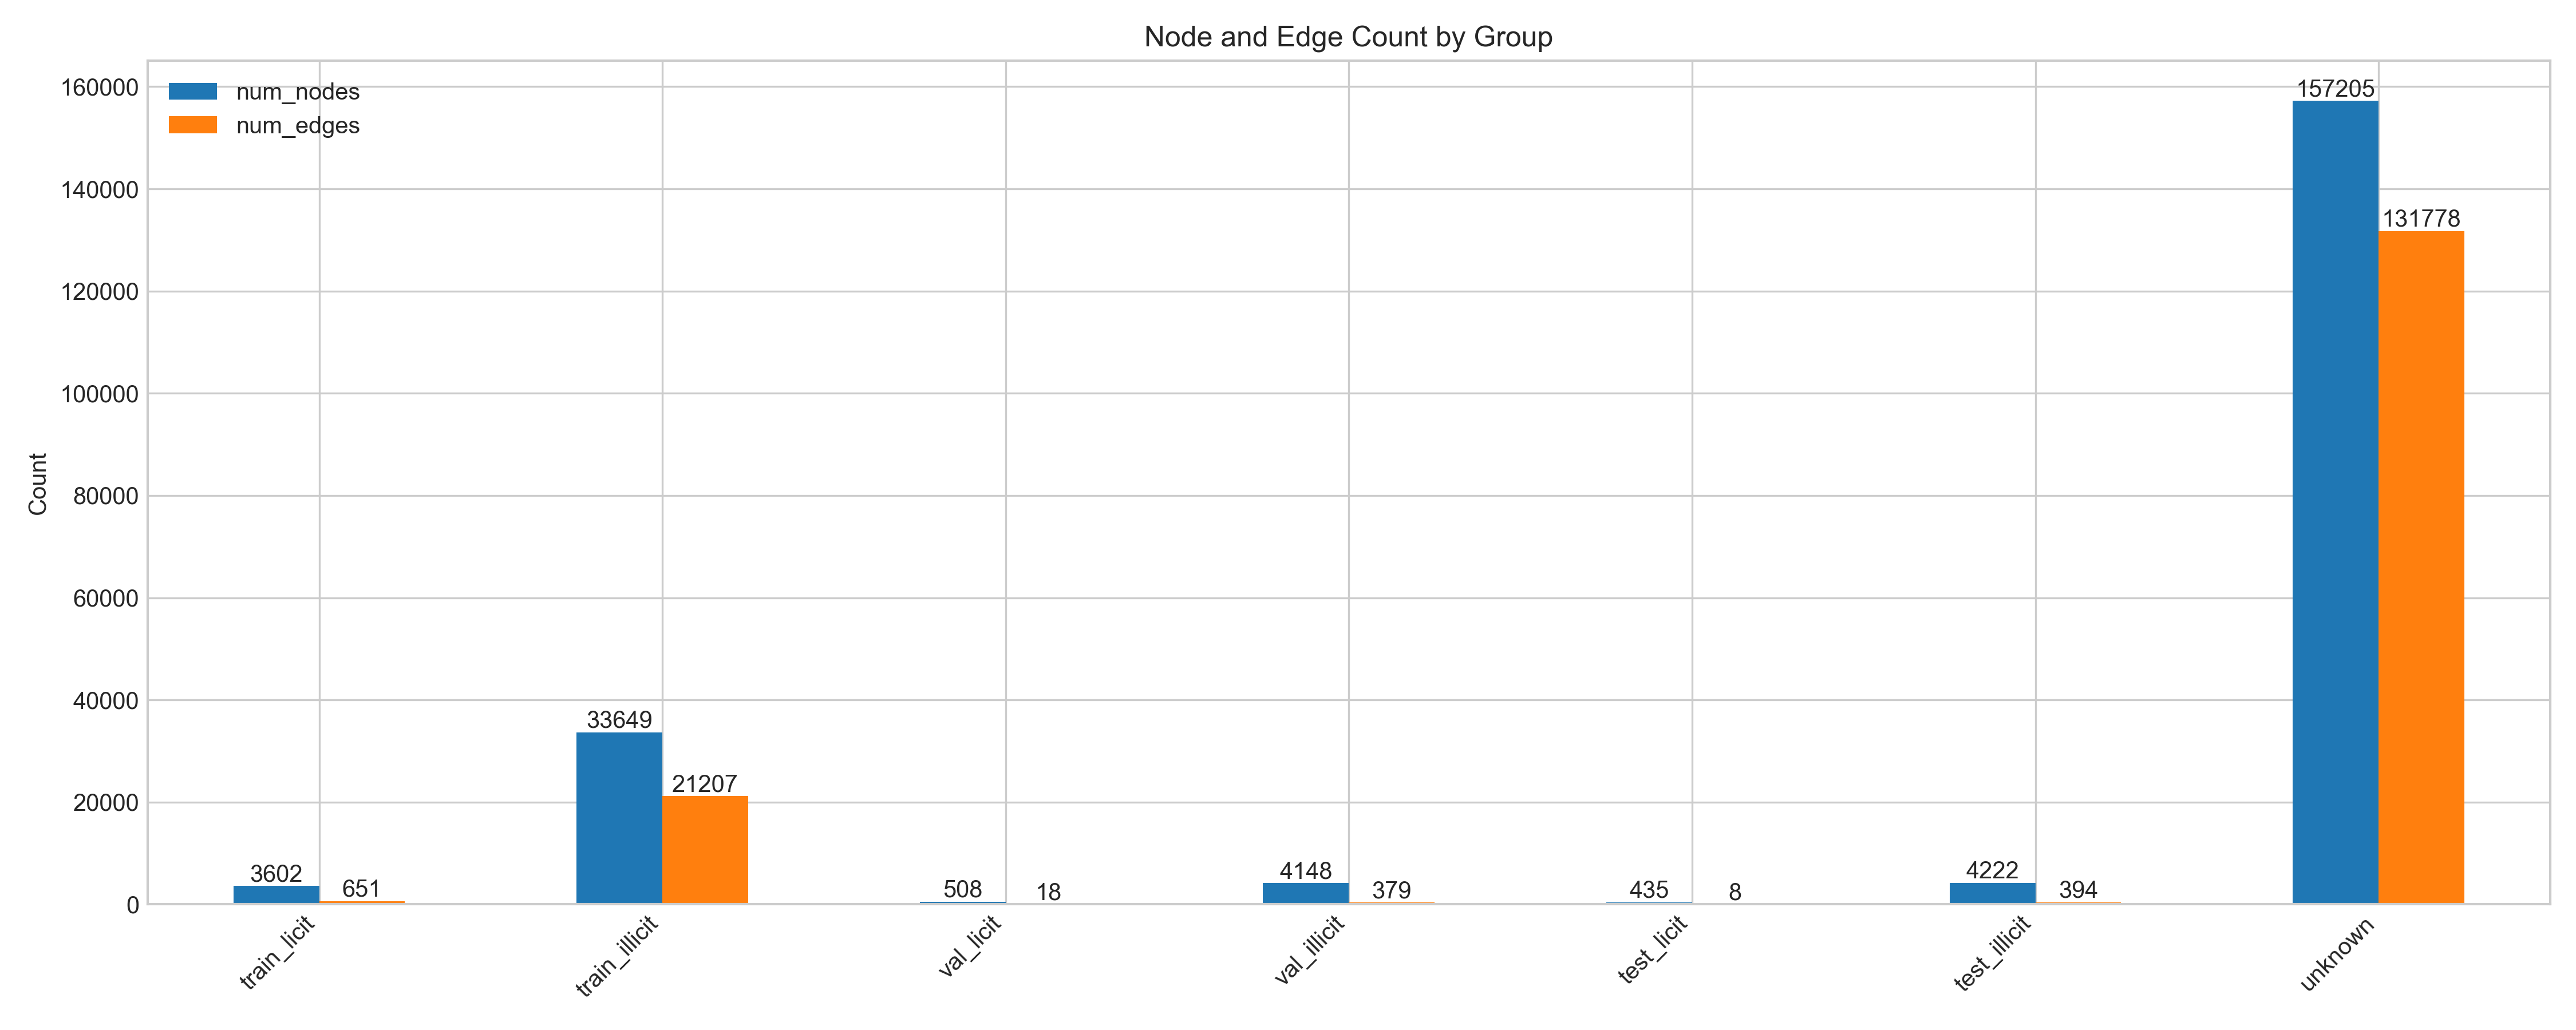 Node and Edge Count by Group
num_nodes
num_edges
Count
160000
140000
120000
100000
80000
60000
40000
20000
0
3602
651
33649
21207
508
18
4148
379
435
8
4222
394
157205
131778
train_licit
train_illicit
val_licit
val_illicit
test_licit
test_illicit
unknown